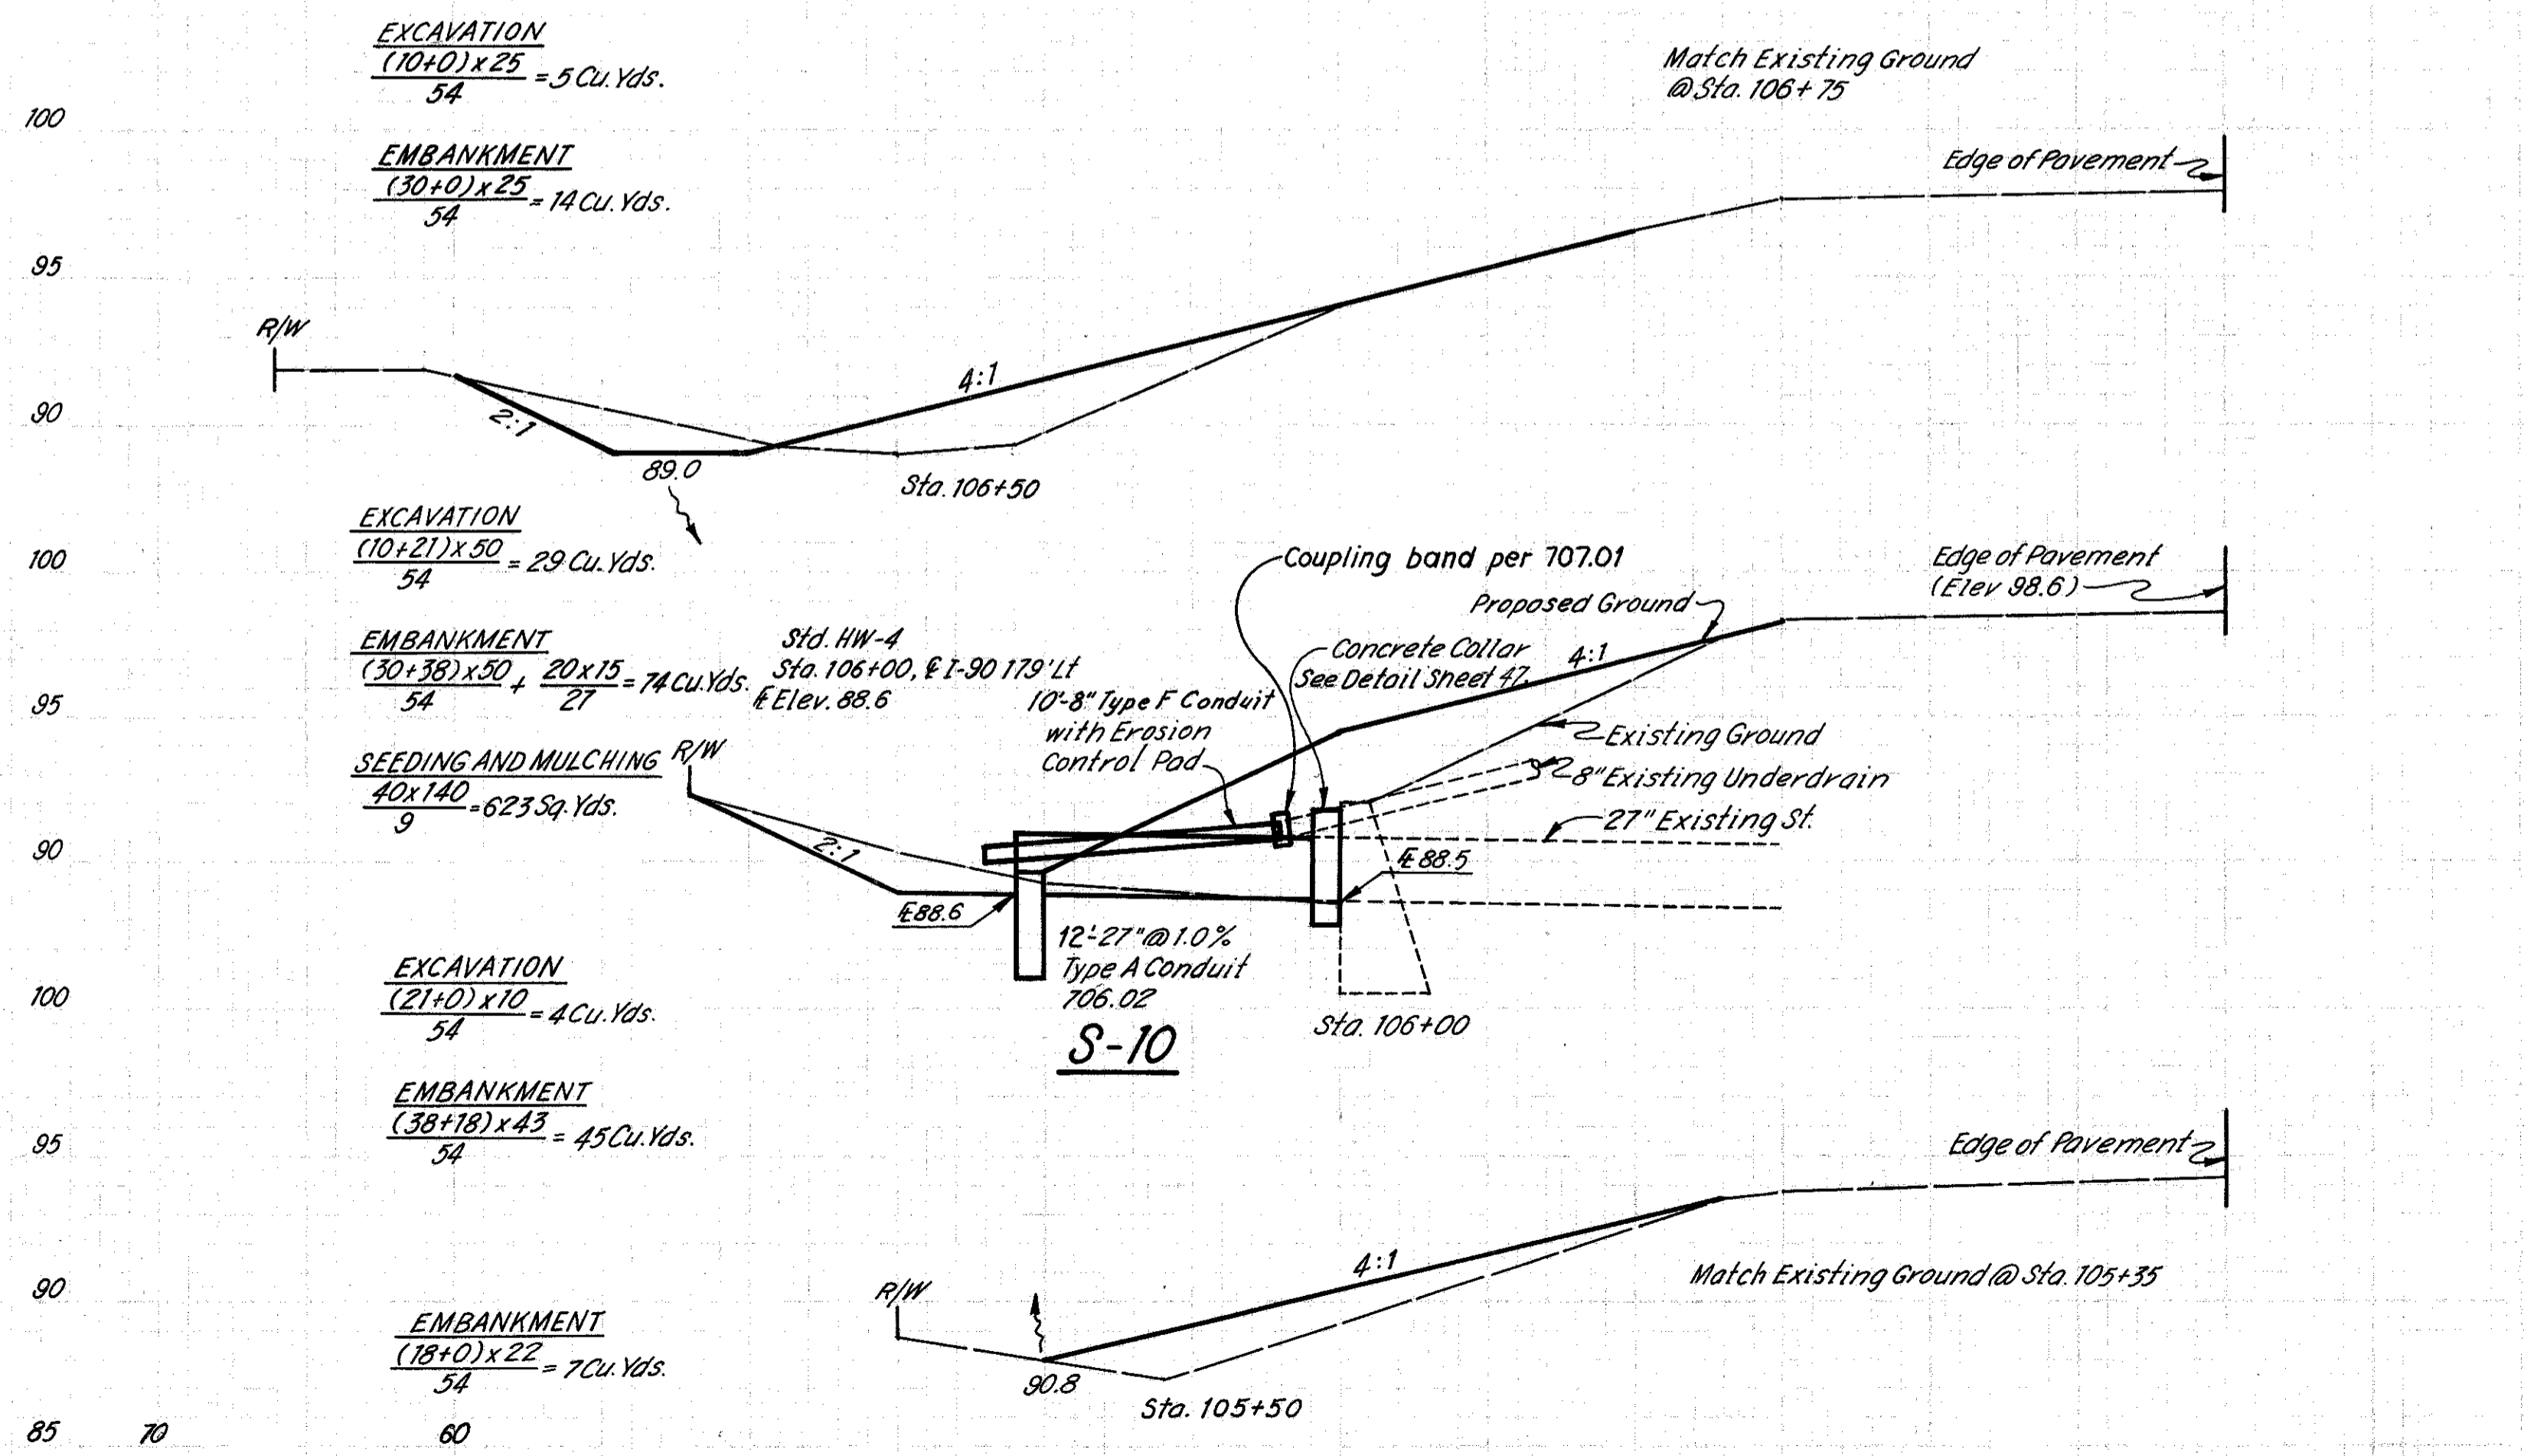 EXCAVATION
(10+0)x25
54
= 5 Cu. Yds.
Match Existing Ground
@ Sta. 106+75
100
EMBANKMENT
(30+0)x25
54
= 14 Cu. Yds.
Edge of Pavement
95
R/W
4:1
90
2:1
89.0
Sta. 106+50
EXCAVATION
(10+21)x50
54
= 29 Cu. Yds.
100
Coupling band per 707.01
Edge of Pavement
(Elev 98.6)
Proposed Ground
EMBANKMENT
(30+38)x50
54
+
20x15
27
= 74 Cu. Yds.
Std. HW-4
Sta. 106+00, ℄ I-90 179' Lt
Elev. 88.6
Concrete Collar
See Detail Sheet 47
4:1
95
10'-8" Type F Conduit
with Erosion
Control Pad
Existing Ground
SEEDING AND MULCHING
40x140
9
= 623 Sq. Yds.
R/W
8" Existing Underdrain
27" Existing St.
90
2:1
88.5
88.6
12'-27" @ 1.0%
Type A Conduit
706.02
EXCAVATION
(21+0)x10
54
= 4 Cu. Yds.
100
Sta. 106+00
S-10
EMBANKMENT
(38+18)x43
54
= 45 Cu. Yds.
95
Edge of Pavement
4:1
Match Existing Ground @ Sta. 105+35
90
R/W
EMBANKMENT
(18+0)x22
54
= 7 Cu. Yds.
90.8
Sta. 105+50
85 70 60